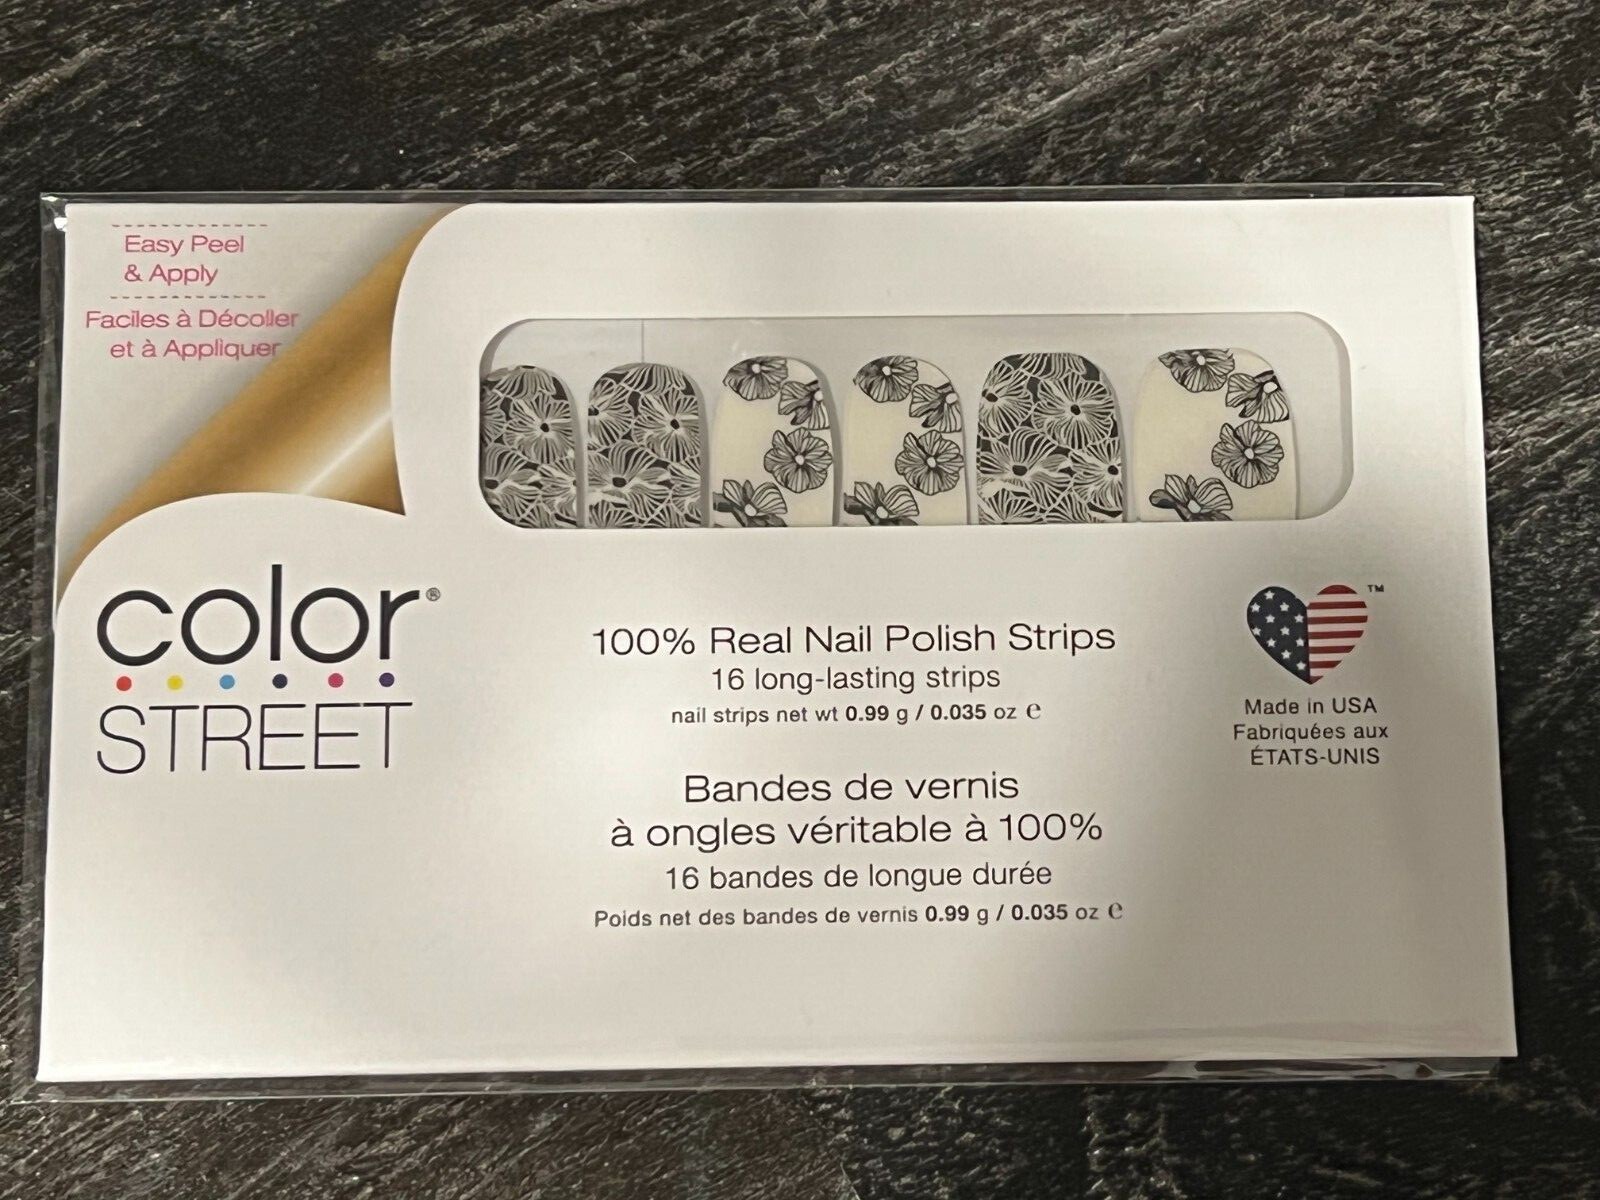 Easy Peel
& Apply
Faciles à Décoller
et à Appliquer
color®
STREET
100% Real Nail Polish Strips
16 long-lasting strips
nail strips net wt 0.99 g / 0.035 oz ℮
Bandes de vernis
à ongles véritable à 100%
16 bandes de longue durée
Poids net des bandes de vernis 0.99 g / 0.035 oz ℮
TM
Made in USA
Fabriquées aux
ÉTATS-UNIS